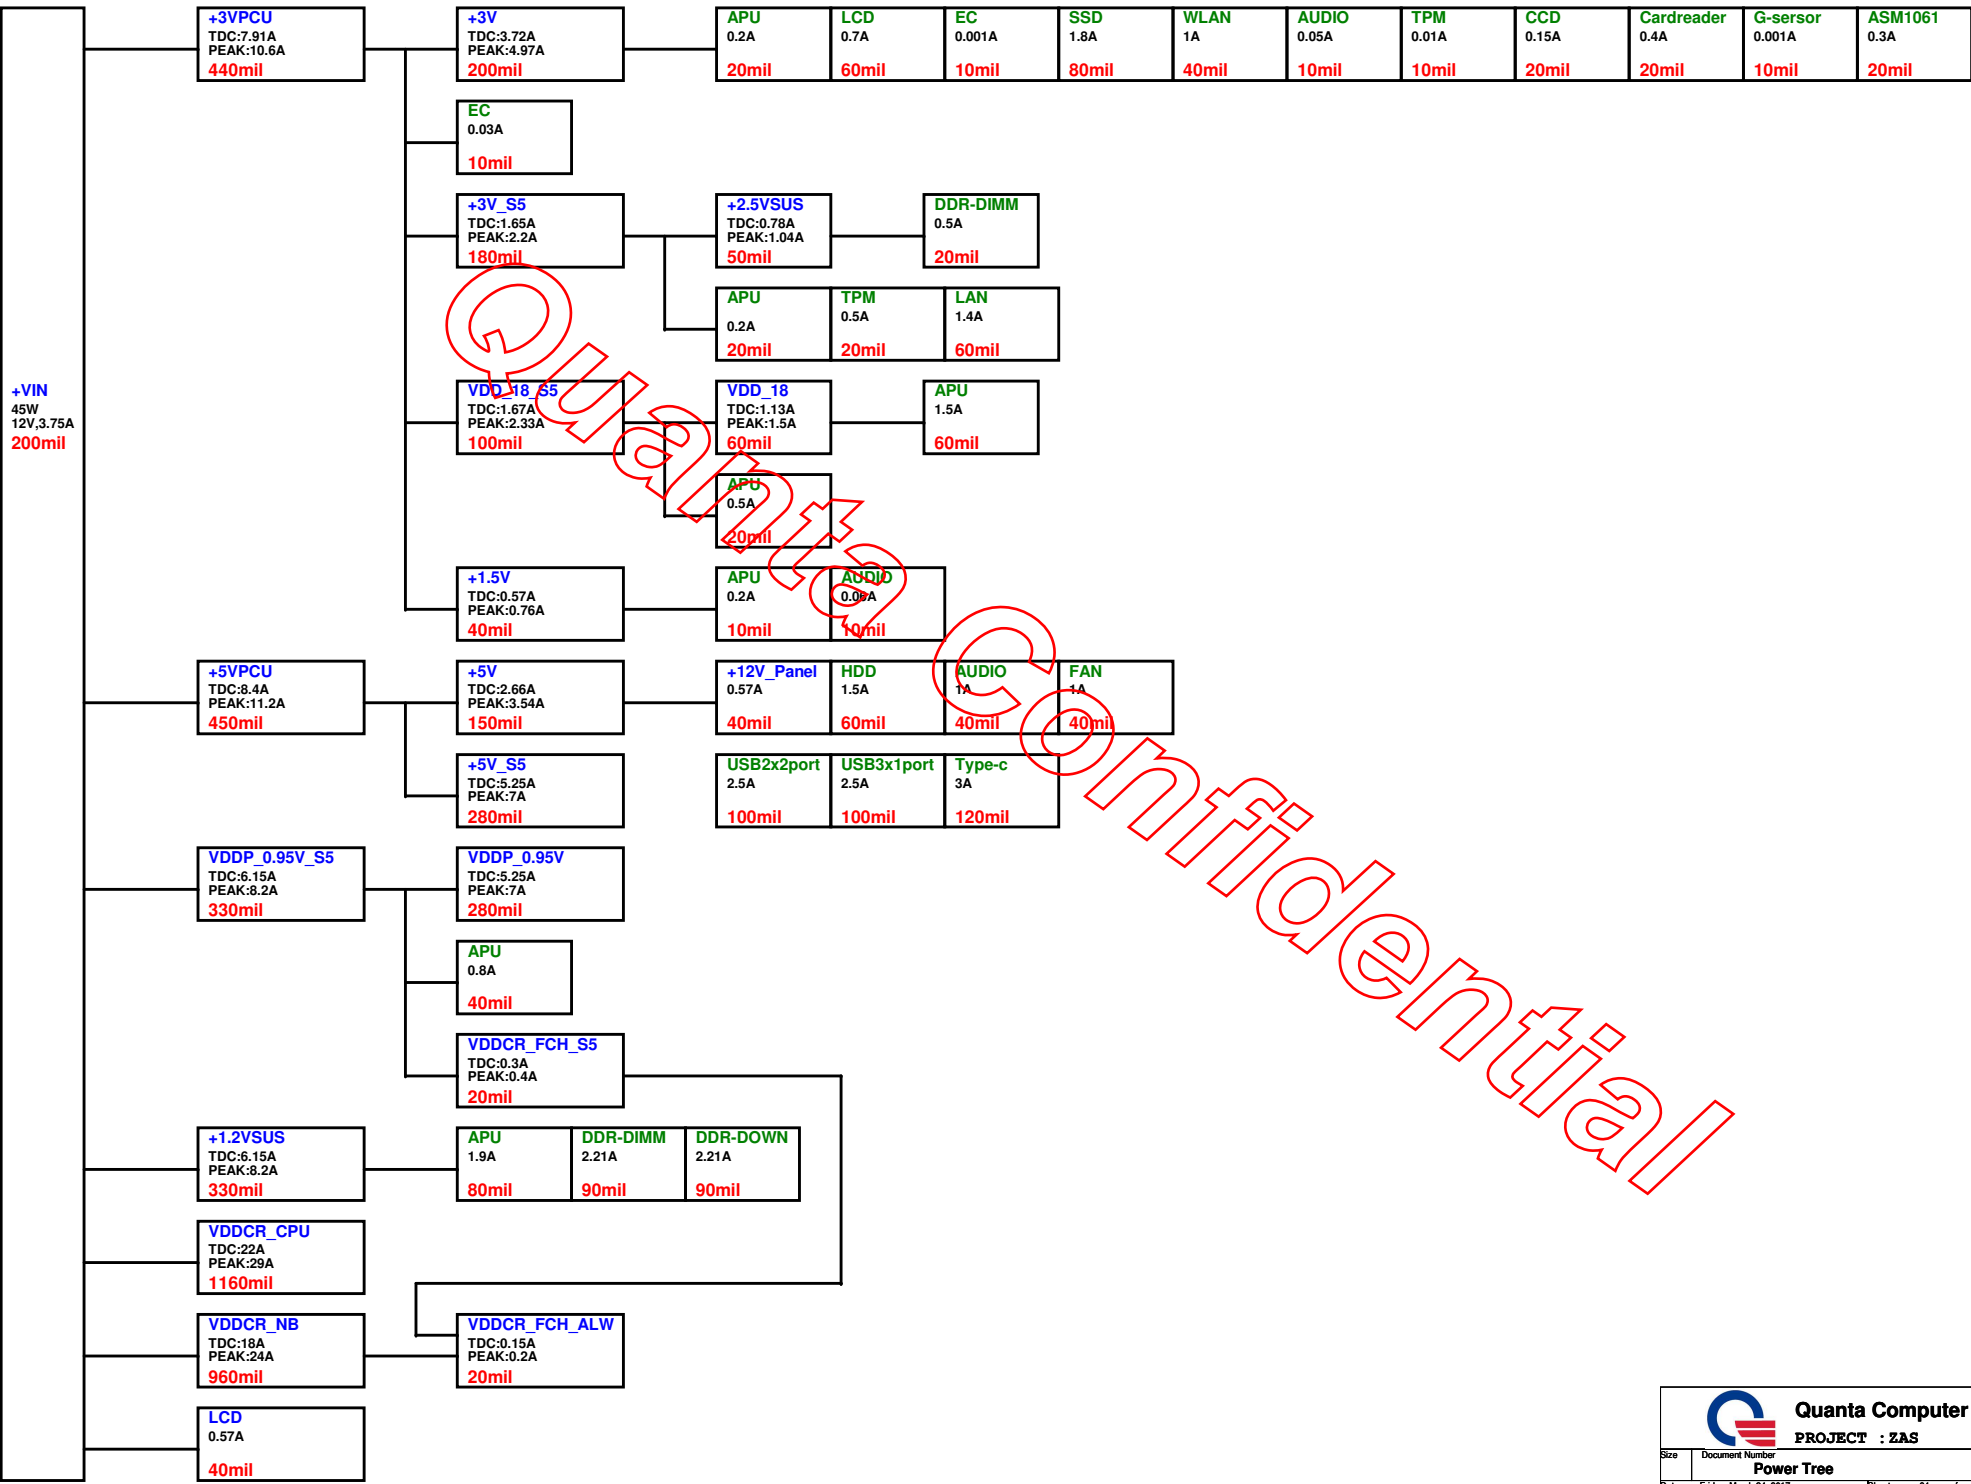 +VIN
45W
12V,3.75A
200mil
+3VPCU
TDC:7.91A
PEAK:10.6A
440mil
+3V
TDC:3.72A
PEAK:4.97A
200mil
APU
0.2A
20mil
LCD
0.7A
60mil
EC
0.001A
10mil
SSD
1.8A
80mil
WLAN
1A
40mil
AUDIO
0.05A
10mil
TPM
0.01A
10mil
CCD
0.15A
20mil
Cardreader
0.4A
20mil
G-sersor
0.001A
10mil
ASM1061
0.3A
20mil
EC
0.03A
10mil
+3V_S5
TDC:1.65A
PEAK:2.2A
180mil
+2.5VSUS
TDC:0.78A
PEAK:1.04A
50mil
DDR-DIMM
0.5A
20mil
APU
0.2A
20mil
TPM
0.5A
20mil
LAN
1.4A
60mil
VDD_18_S5
TDC:1.67A
PEAK:2.33A
100mil
VDD_18
TDC:1.13A
PEAK:1.5A
60mil
APU
1.5A
60mil
APU
0.5A
20mil
+1.5V
TDC:0.57A
PEAK:0.76A
40mil
APU
0.2A
10mil
AUDIO
10mil
+5VPCU
TDC:8.4A
PEAK:11.2A
450mil
+5V
TDC:2.66A
PEAK:3.54A
150mil
+12V_Panel
0.57A
40mil
HDD
1.5A
60mil
AUDIO
1A
40mil
FAN
1A
40mil
+5V_S5
TDC:5.25A
PEAK:7A
280mil
USB2x2port
2.5A
100mil
USB3x1port
2.5A
100mil
Type-c
3A
120mil
VDDP_0.95V_S5
TDC:6.15A
PEAK:8.2A
330mil
VDDP_0.95V
TDC:5.25A
PEAK:7A
280mil
APU
0.8A
40mil
VDDCR_FCH_S5
TDC:0.3A
PEAK:0.4A
20mil
+1.2VSUS
TDC:6.15A
PEAK:8.2A
330mil
APU
1.9A
80mil
DDR-DIMM
2.21A
90mil
DDR-DOWN
2.21A
90mil
VDDCR_CPU
TDC:22A
PEAK:29A
1160mil
VDDCR_NB
TDC:18A
PEAK:24A
960mil
VDDCR_FCH_ALW
TDC:0.15A
PEAK:0.2A
20mil
LCD
0.57A
40mil
Quanta Confidential
Quanta Computer
PROJECT : ZAS
Size
Document Number
Power Tree